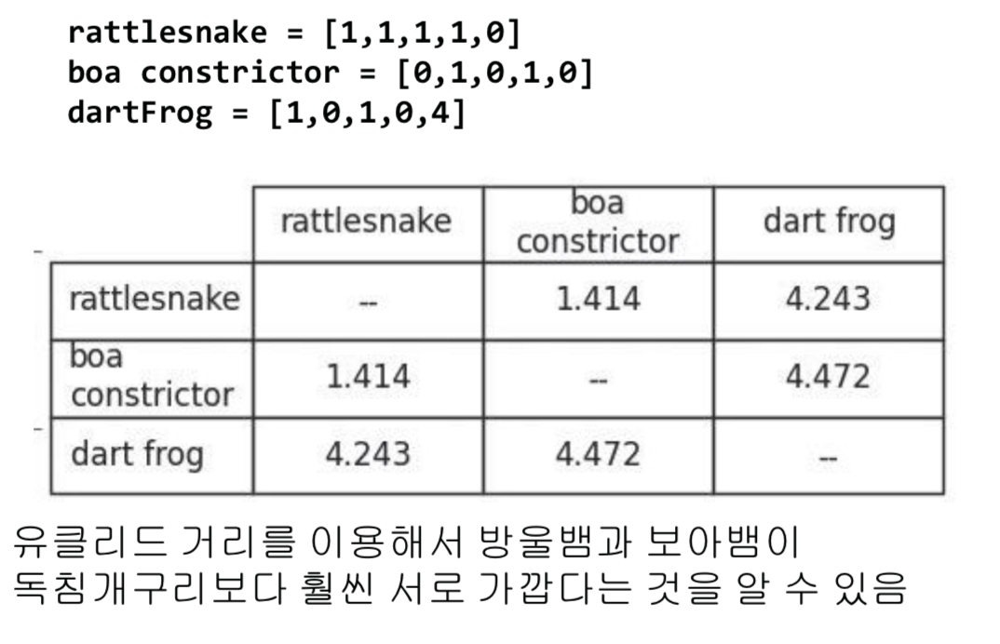 rattlesnake = [1,1,1,1,0]
boa constrictor = [0,1,0,1,0]
dartFrog = [1,0,1,0,4]
rattlesnake boa constrictor dart frog
rattlesnake -- 1.414 4.243
boa constrictor 1.414 -- 4.472
dart frog 4.243 4.472 --
유클리드 거리를 이용해서 방울뱀과 보아뱀이
독침개구리보다 훨씬 서로 가깝다는 것을 알 수 있음